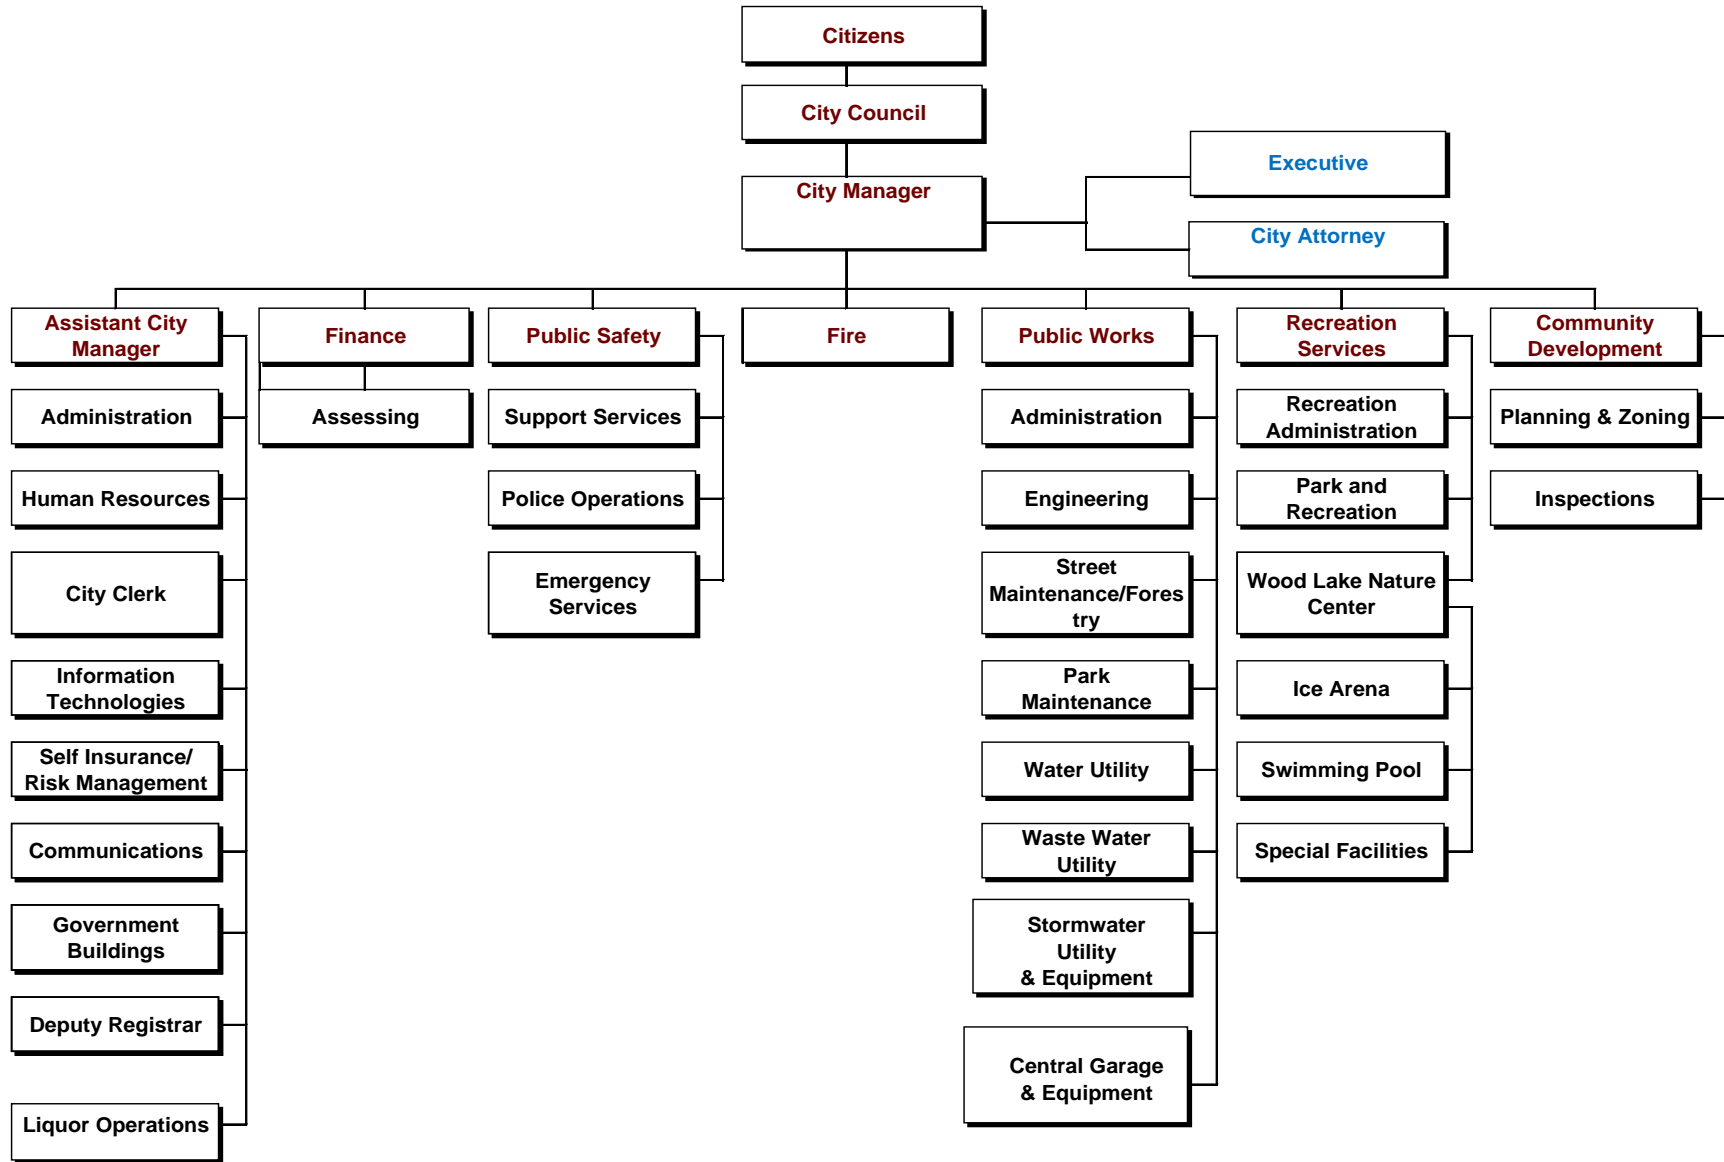 Citizens
City Council
City Manager
Executive
City Attorney
Assistant City
Manager
Finance
Public Safety
Fire
Public Works
Recreation
Services
Community
Development
Administration
Human Resources
City Clerk
Information
Technologies
Self Insurance/
Risk Management
Communications
Government
Buildings
Deputy Registrar
Liquor Operations
Assessing
Support Services
Police Operations
Emergency
Services
Administration
Engineering
Street
Maintenance/Fores
try
Park
Maintenance
Water Utility
Waste Water
Utility
Stormwater
Utility
& Equipment
Central Garage
& Equipment
Recreation
Administration
Park and
Recreation
Wood Lake Nature
Center
Ice Arena
Swimming Pool
Special Facilities
Planning & Zoning
Inspections